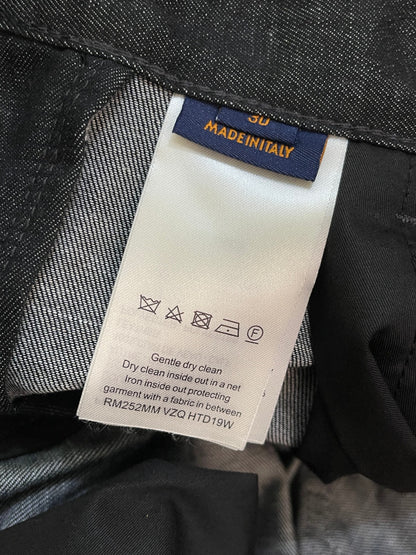 30
MADE IN ITALY
F
Gentle dry clean
Dry clean inside out in a net
Iron inside out protecting
garment with a fabric in between
RM252MM VZQ HTD19W